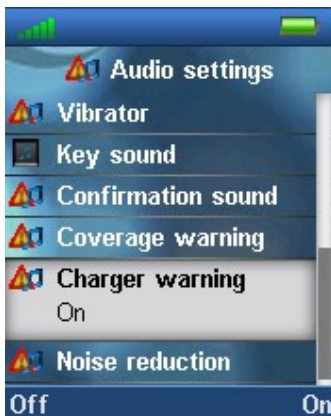 Audio settings
Vibrator
Key sound
Confirmation sound
Coverage warning
Charger warning
On
Noise reduction
Off On